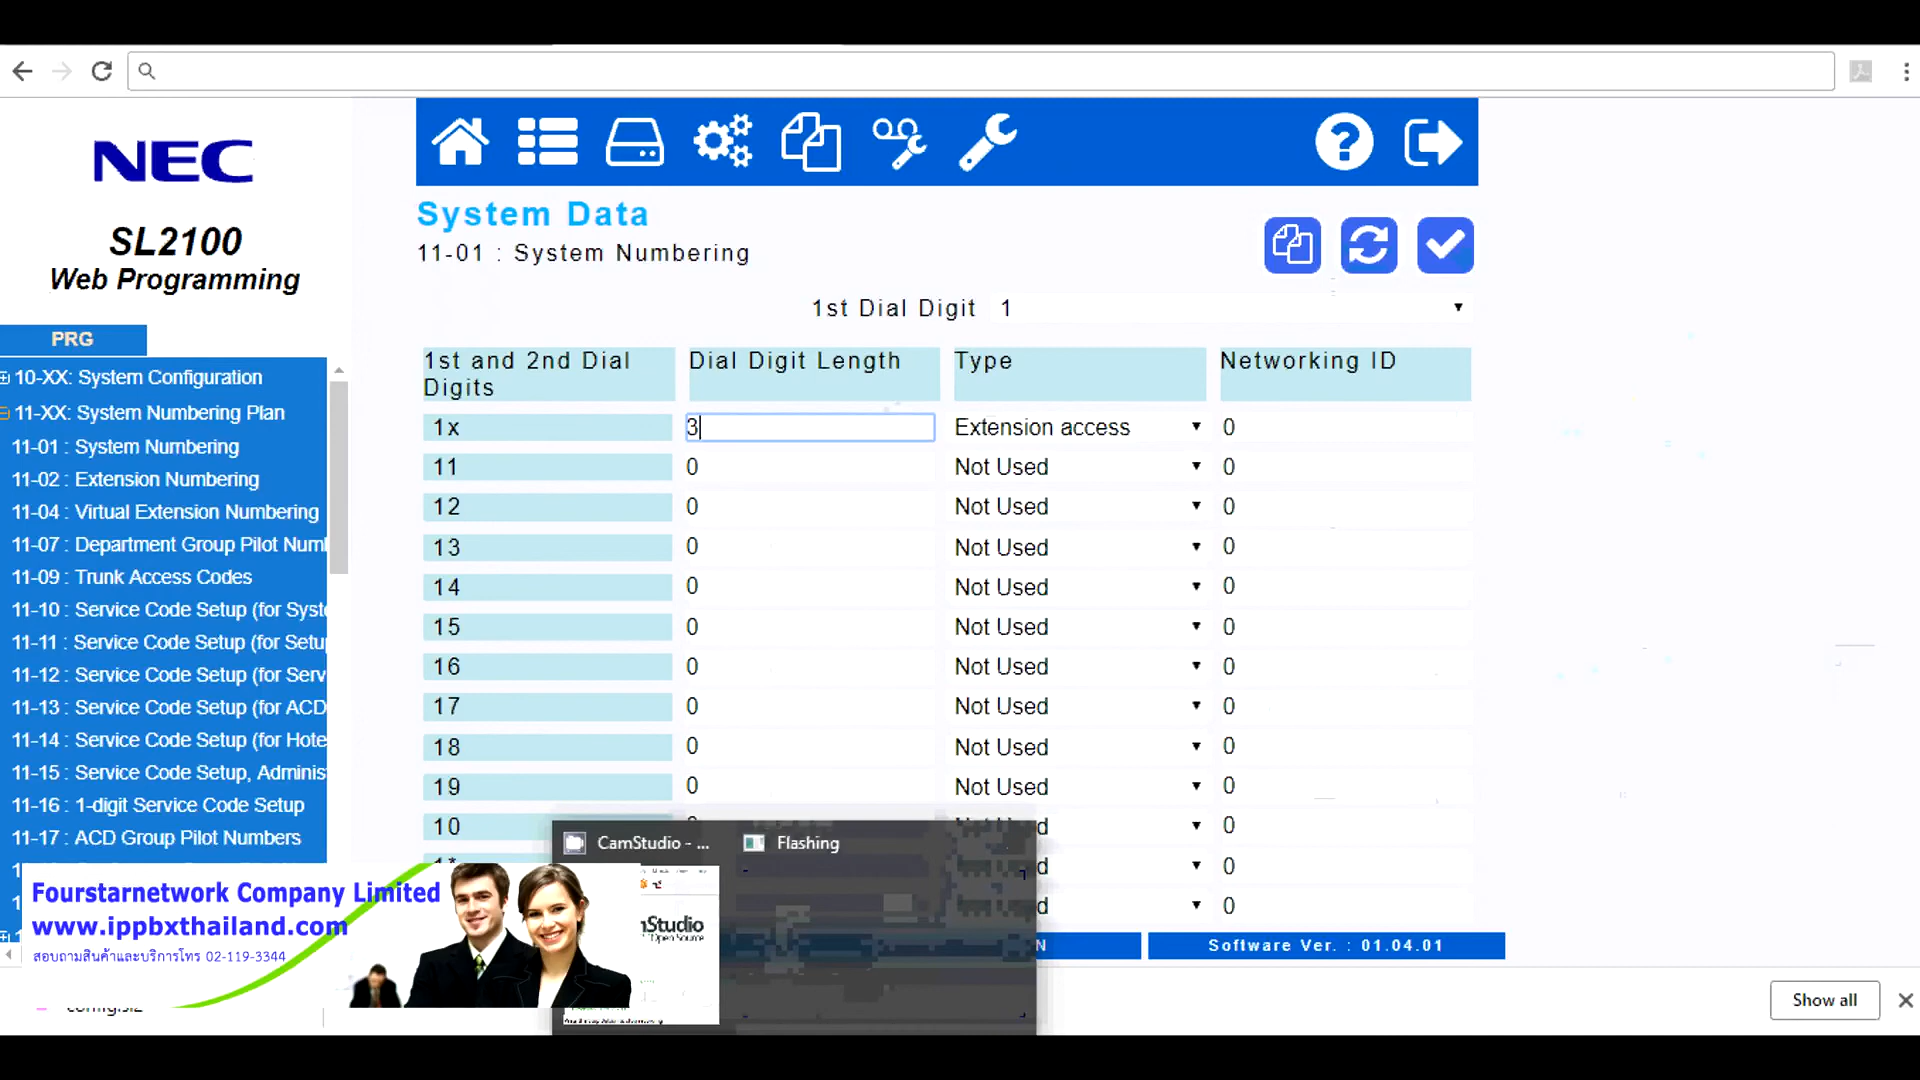 NEC
SL2100
Web Programming
PRG
10-XX: System Configuration
11-XX: System Numbering Plan
11-01 : System Numbering
11-02 : Extension Numbering
11-04 : Virtual Extension Numbering
11-07 : Department Group Pilot Num
11-09 : Trunk Access Codes
11-10 : Service Code Setup (for Syste
11-11 : Service Code Setup (for Setu
11-12 : Service Code Setup (for Serv
11-13 : Service Code Setup (for ACD
11-14 : Service Code Setup (for Hote
11-15 : Service Code Setup, Adminis
11-16 : 1-digit Service Code Setup
11-17 : ACD Group Pilot Numbers
System Data
11-01 : System Numbering
1st Dial Digit 1
1st and 2nd Dial Digits Dial Digit Length Type Networking ID
1x 3 Extension access 0
11 0 Not Used 0
12 0 Not Used 0
13 0 Not Used 0
14 0 Not Used 0
15 0 Not Used 0
16 0 Not Used 0
17 0 Not Used 0
18 0 Not Used 0
19 0 Not Used 0
10 d 0
1* d 0
d 0
CamStudio - ... Flashing
Studio
Open Source
N Software Ver. : 01.04.01
Fourstarnetwork Company Limited
www.ippbxthailand.com
สอบถามสินค้าและบริการโทร 02-119-3344
Show all